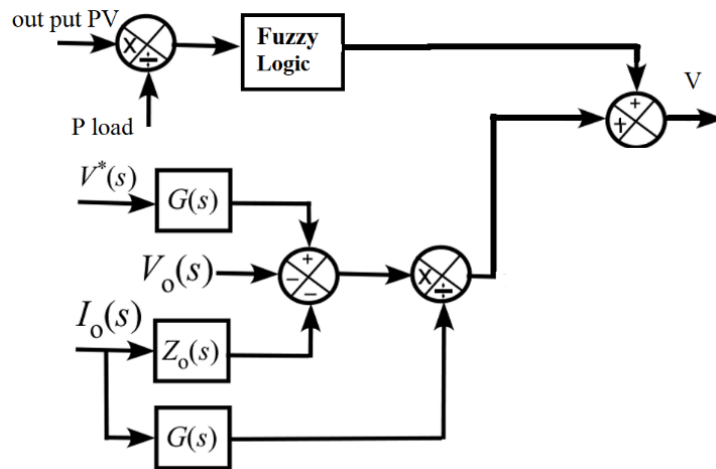 out put PV
× ÷
Fuzzy
Logic
P load
+ +
V
V*(s)
G(s)
+ − −
Vₒ(s)
× ÷
Iₒ(s)
Zₒ(s)
G(s)